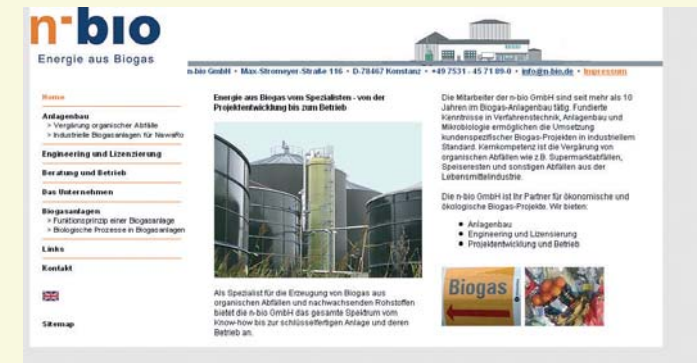 n-bio
Energie aus Biogas
n-bio GmbH • Max-Stromeyer-Straße 116 • D-78467 Konstanz • +49 7531 - 45 71 89-0 • info@n-bio.de • Impressum
Home
Anlagenbau
> Vergärung organischer Abfälle
> Industrielle Biogasanlagen für NawaRo
Engineering und Lizenzierung
Beratung und Betrieb
Das Unternehmen
Biogasanlagen
> Funktionsprinzip einer Biogasanlage
> Biologische Prozesse in Biogasanlagen
Links
Kontakt
Sitemap
Energie aus Biogas vom Spezialisten - von der
Projektentwicklung bis zum Betrieb
Als Spezialist für die Erzeugung von Biogas aus
organischen Abfällen und nachwachsenden Rohstoffen
bietet die n-bio GmbH das gesamte Spektrum vom
Know-how bis zur schlüsselfertigen Anlage und deren
Betrieb an.
Die Mitarbeiter der n-bio GmbH sind seit mehr als 10
Jahren im Biogas-Anlagenbau tätig. Fundierte
Kenntnisse in Verfahrenstechnik, Anlagenbau und
Mikrobiologie ermöglichen die Umsetzung
kundenspezifischer Biogas-Projekten in industriellem
Standard. Kernkompetenz ist die Vergärung von
organischen Abfällen wie z.B. Supermarktabfällen,
Speiseresten und sonstigen Abfällen aus der
Lebensmittelindustrie.
Die n-bio GmbH ist Ihr Partner für ökonomische und
ökologische Biogas-Projekte. Wir bieten:
• Anlagenbau
• Engineering und Lizensierung
• Projektentwicklung und Betrieb
Biogas